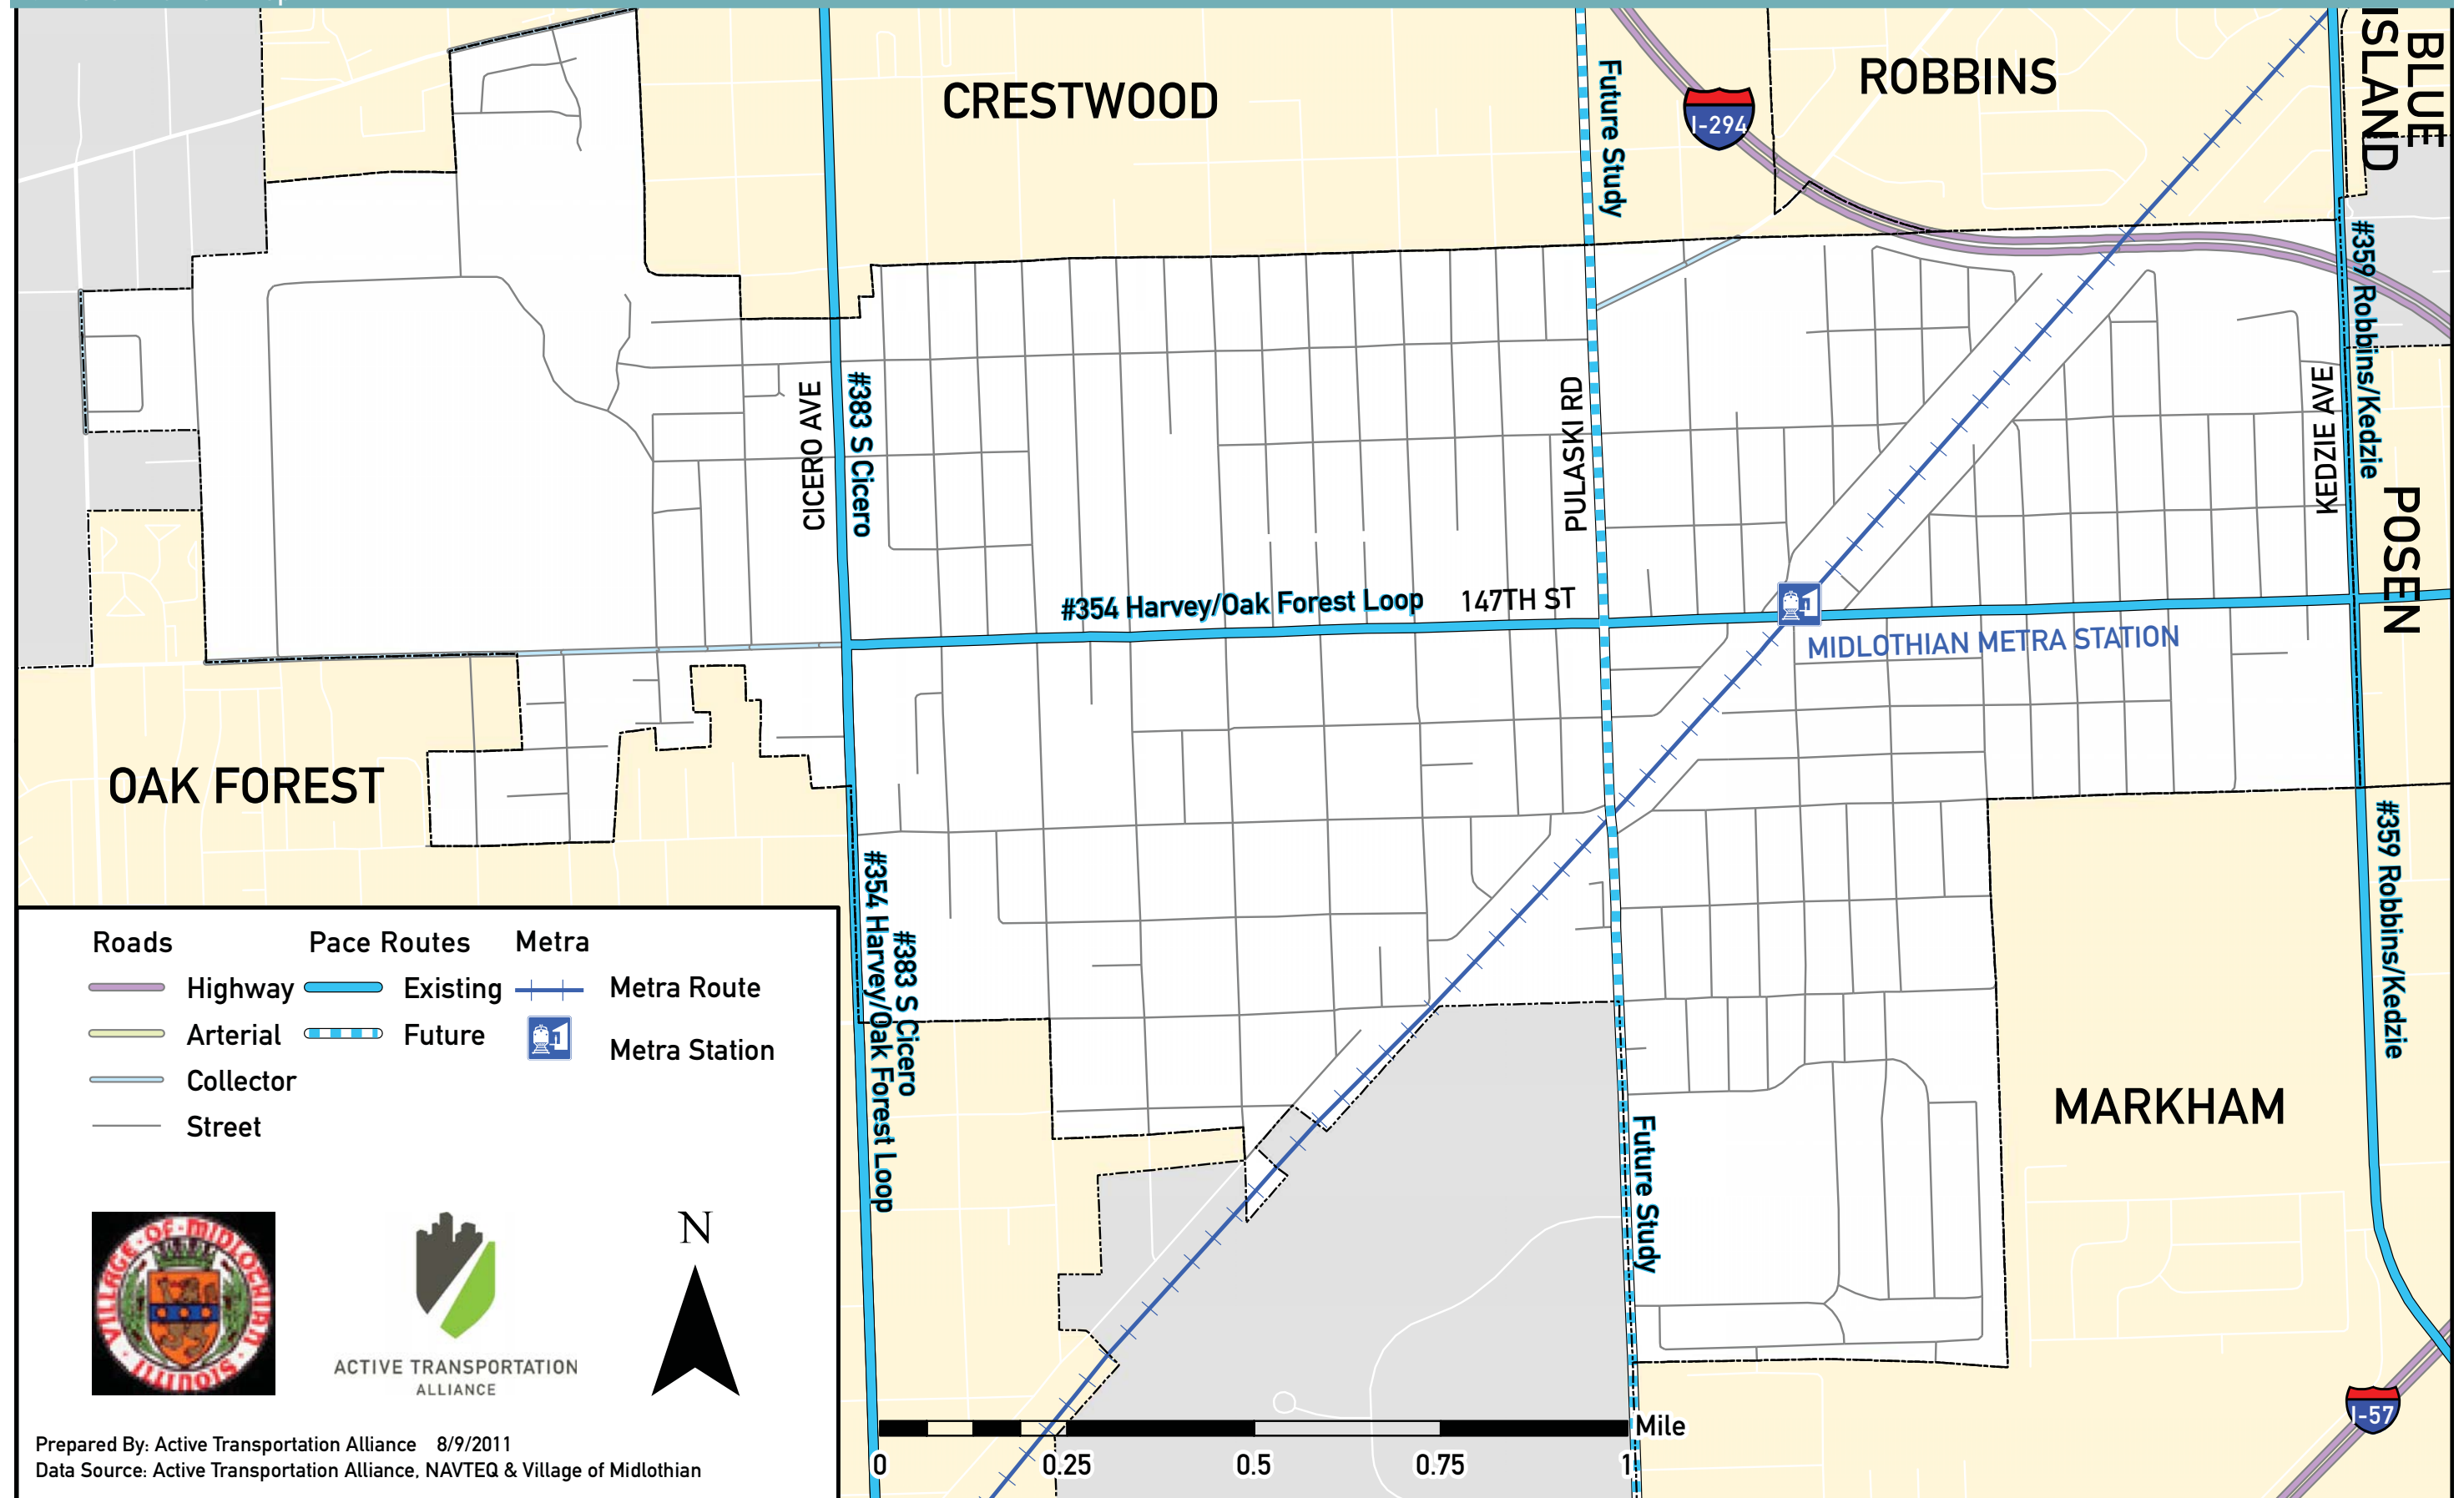 CRESTWOOD
ROBBINS
BLUE
ISLAND
I-294
Future Study
#359 Robbins/Kedzie
CICERO AVE
#383 S Cicero
PULASKI RD
KEDZIE AVE
POSEN
#354 Harvey/Oak Forest Loop
147TH ST
MIDLOTHIAN METRA STATION
OAK FOREST
#359 Robbins/Kedzie
#383 S Cicero
#354 Harvey/Oak Forest Loop
MARKHAM
Future Study
I-57
Roads
Pace Routes
Metra
Highway
Existing
Metra Route
Arterial
Future
Metra Station
Collector
Street
VILLAGE·OF·MIDLOTHIAN
ILLINOIS
ACTIVE TRANSPORTATION
ALLIANCE
N
Prepared By: Active Transportation Alliance 8/9/2011
Data Source: Active Transportation Alliance, NAVTEQ & Village of Midlothian
Mile
0 0.25 0.5 0.75 1